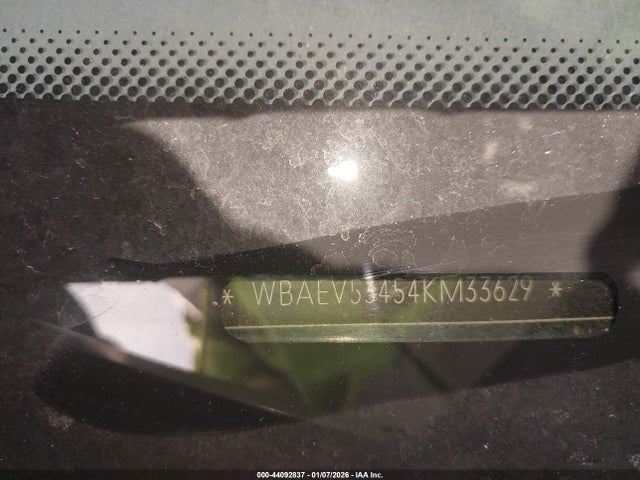 * WBAEV53454KM33629 *
000-44092837 - 01/07/2026 - IAA Inc.